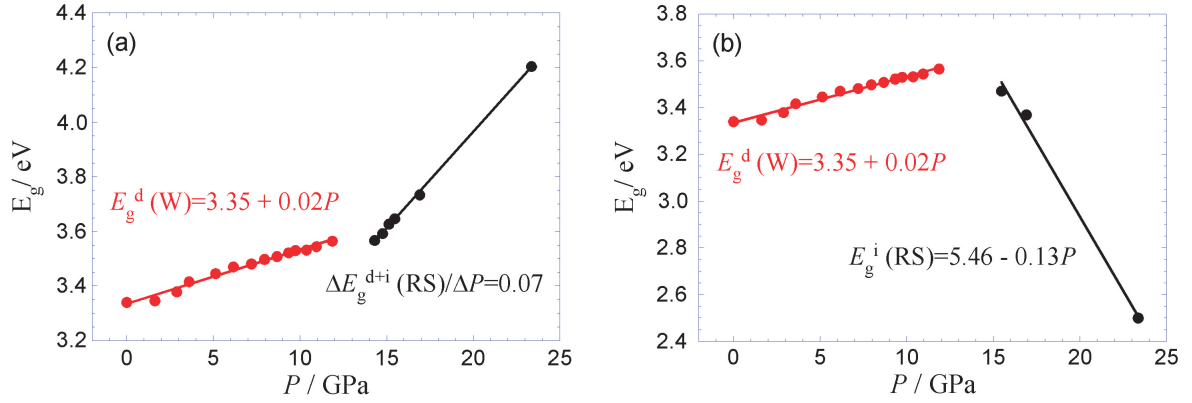 (a)
E_g/ eV
4.4
4.2
4.0
3.8
3.6
3.4
3.2
E_g^d (W)=3.35 + 0.02P
ΔE_g^d+i (RS)/ΔP=0.07
0 5 10 15 20 25
P / GPa
(b)
E_g/ eV
3.8
3.6
3.4
3.2
3.0
2.8
2.6
2.4
E_g^d (W)=3.35 + 0.02P
E_g^i (RS)=5.46 - 0.13P
0 5 10 15 20 25
P / GPa